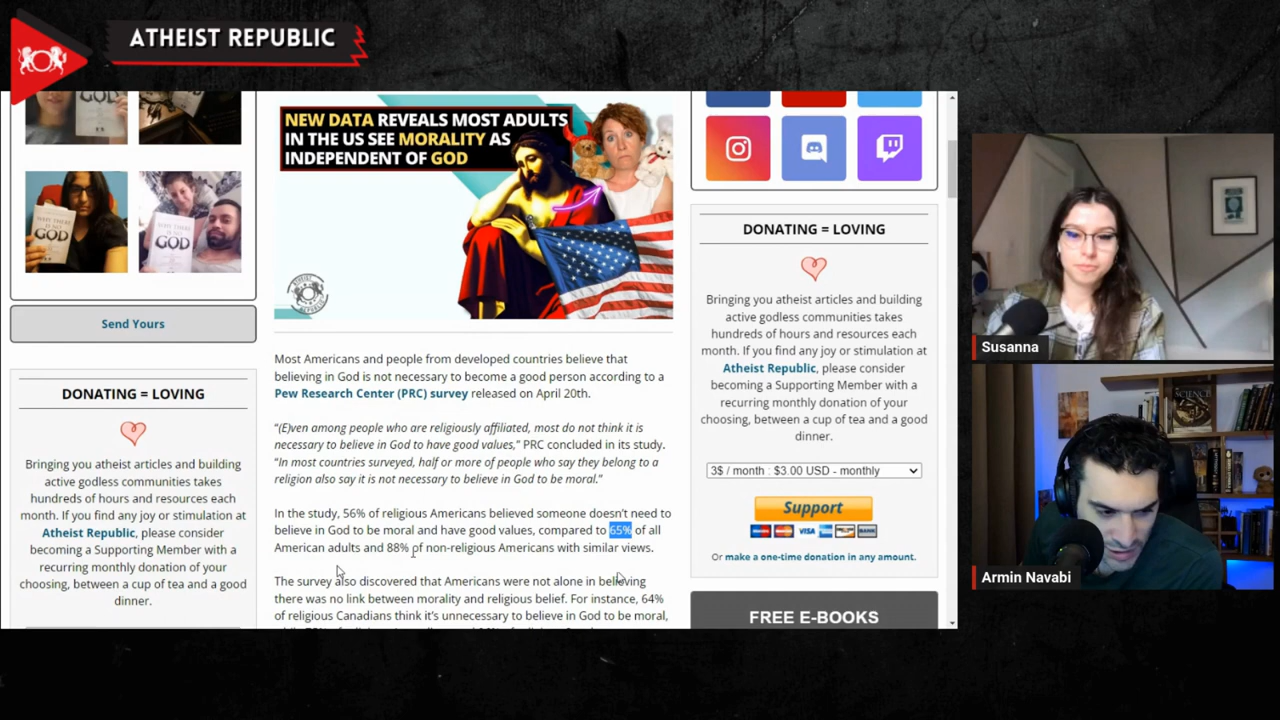 ATHEIST REPUBLIC
Send Yours
DONATING = LOVING
Bringing you atheist articles and building
active godless communities takes
hundreds of hours and resources each
month. If you find any joy or stimulation at
Atheist Republic, please consider
becoming a Supporting Member with a
recurring monthly donation of your
choosing, between a cup of tea and a good
dinner.
NEW DATA REVEALS MOST ADULTS
IN THE US SEE MORALITY AS
INDEPENDENT OF GOD
Most Americans and people from developed countries believe that
believing in God is not necessary to become a good person according to a
Pew Research Center (PRC) survey released on April 20th.
“(E)ven among people who are religiously affiliated, most do not think it is
necessary to believe in God to have good values,” PRC concluded in its study.
“In most countries surveyed, half or more of people who say they belong to a
religion also say it is not necessary to believe in God to be moral.”
In the study, 56% of religious Americans believed someone doesn’t need to
believe in God to be moral and have good values, compared to 65% of all
American adults and 88% of non-religious Americans with similar views.
The survey also discovered that Americans were not alone in believing
there was no link between morality and religious belief. For instance, 64%
of religious Canadians think it’s unnecessary to believe in God to be moral,
DONATING = LOVING
Bringing you atheist articles and building
active godless communities takes
hundreds of hours and resources each
month. If you find any joy or stimulation at
Atheist Republic, please consider
becoming a Supporting Member with a
recurring monthly donation of your
choosing, between a cup of tea and a good
dinner.
3$ / month : $3.00 USD - monthly
Support
VISA
Or make a one-time donation in any amount.
FREE E-BOOKS
Susanna
Armin Navabi